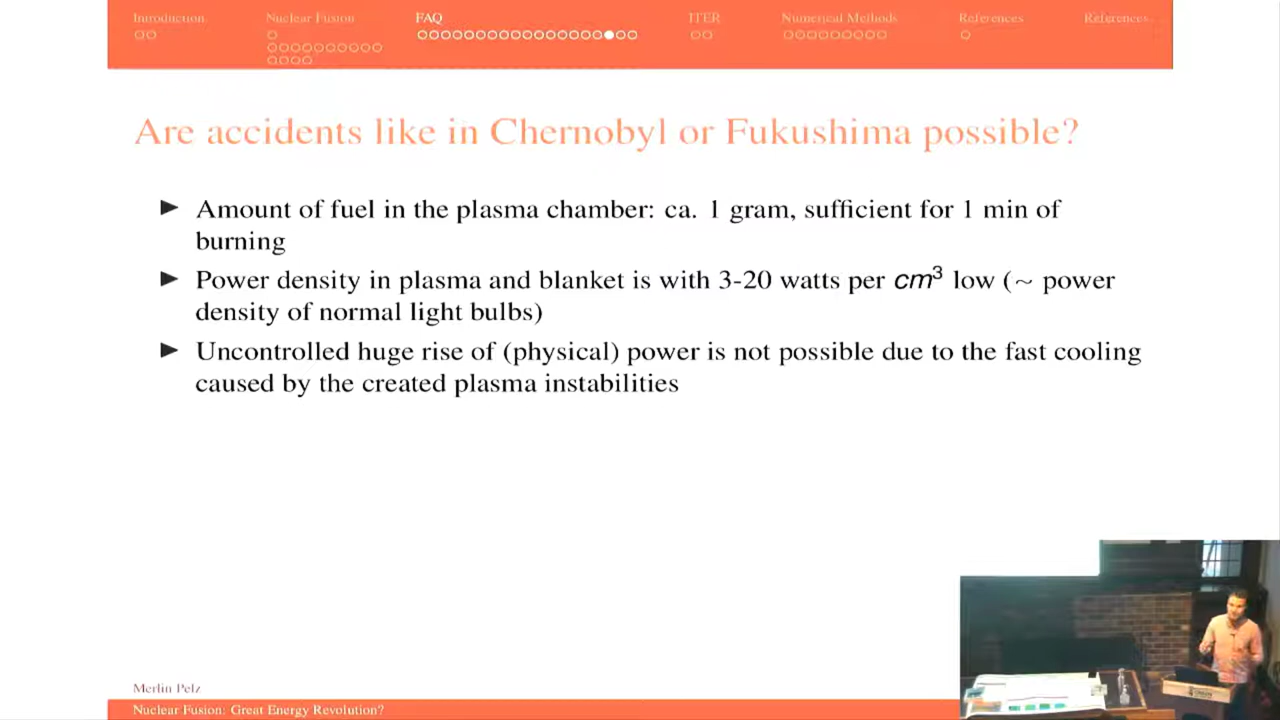 Introduction
Nuclear Fusion
FAQ
ITER
Numerical Methods
References
References
Are accidents like in Chernobyl or Fukushima possible?
Amount of fuel in the plasma chamber: ca. 1 gram, sufficient for 1 min of
burning
Power density in plasma and blanket is with 3-20 watts per cm³ low (~ power
density of normal light bulbs)
Uncontrolled huge rise of (physical) power is not possible due to the fast cooling
caused by the created plasma instabilities
Merlin Pelz
Nuclear Fusion: Great Energy Revolution?